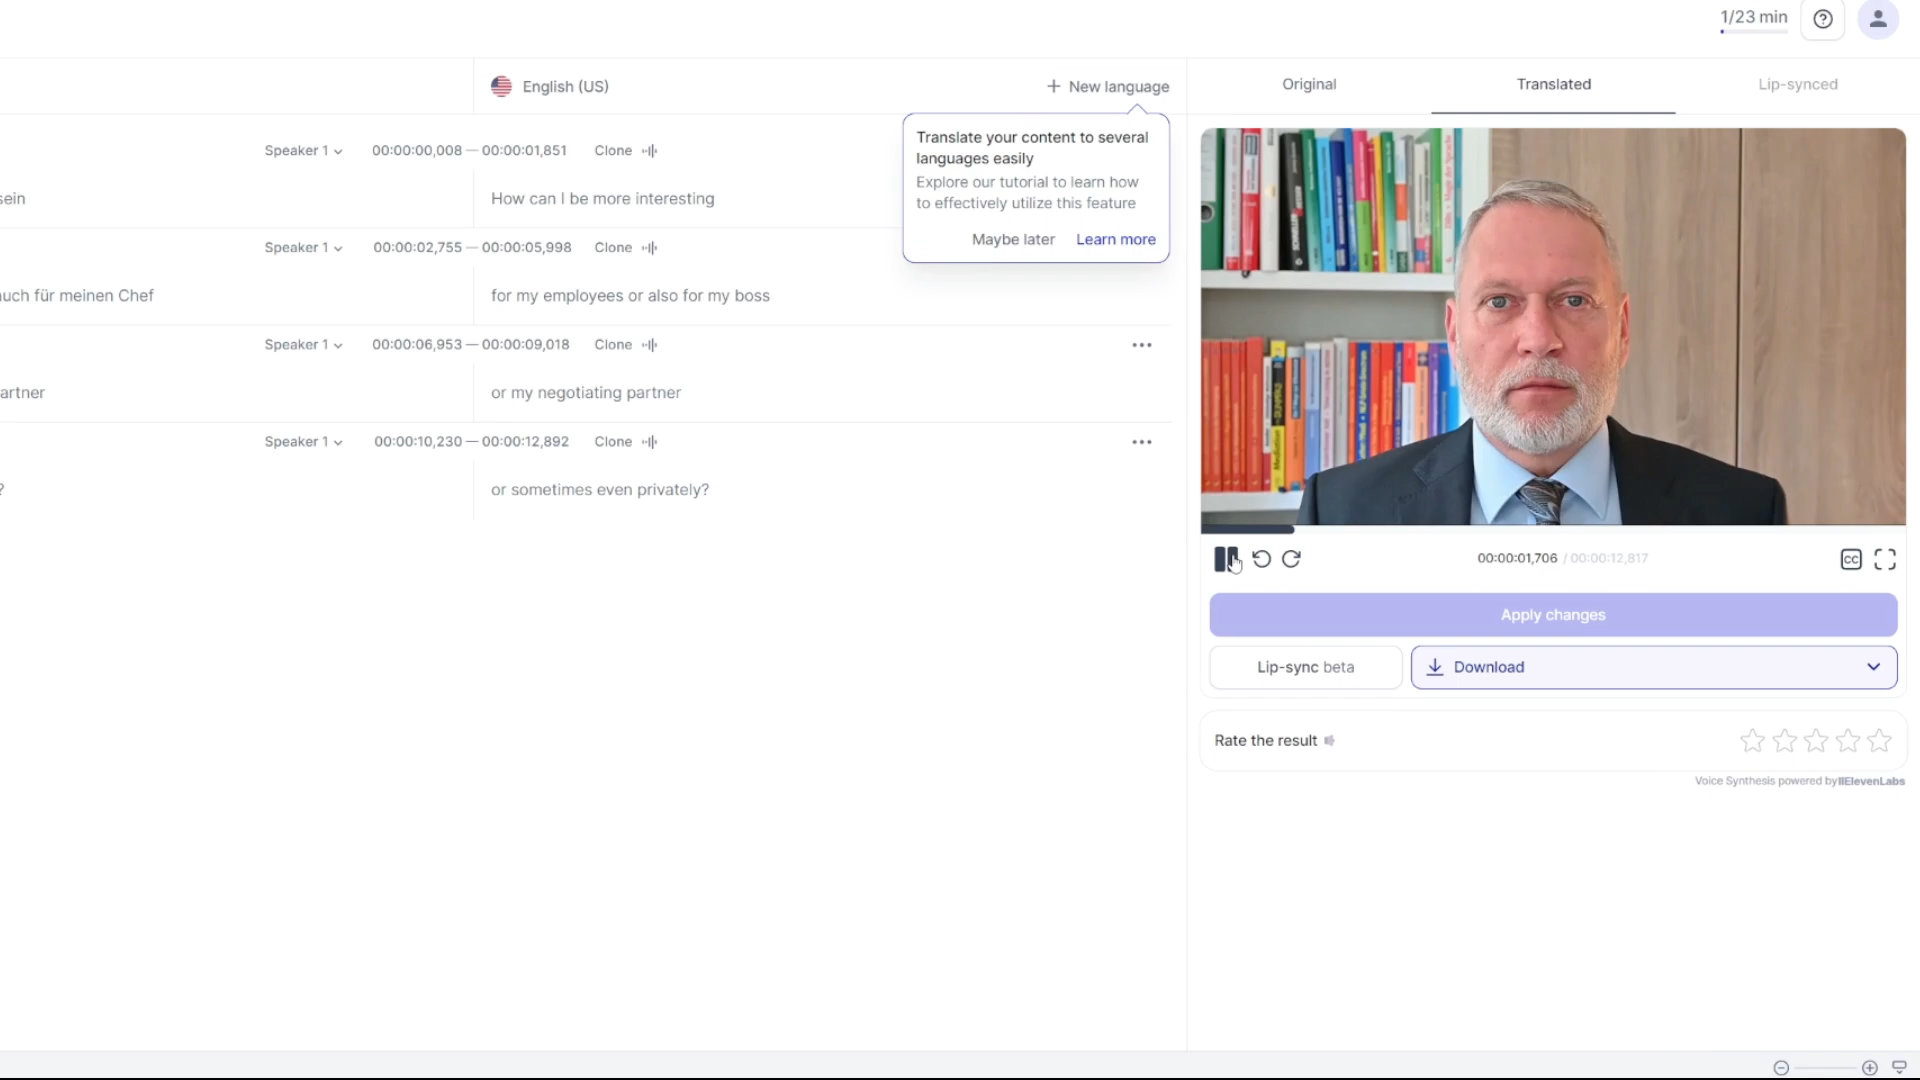 1/23 min
English (US)
+ New language
Original
Translated
Lip-synced
Translate your content to several
languages easily
Explore our tutorial to learn how
to effectively utilize this feature
Maybe later
Learn more
Speaker 1
00:00:00,008 — 00:00:01,851
Clone
sein
How can I be more interesting
Speaker 1
00:00:02,755 — 00:00:05,998
Clone
auch für meinen Chef
for my employees or also for my boss
Speaker 1
00:00:06,953 — 00:00:09,018
Clone
artner
or my negotiating partner
Speaker 1
00:00:10,230 — 00:00:12,892
Clone
?
or sometimes even privately?
00:00:01,706 / 00:00:12,817
CC
Apply changes
Lip-sync beta
Download
Rate the result
Voice Synthesis powered by IIElevenLabs